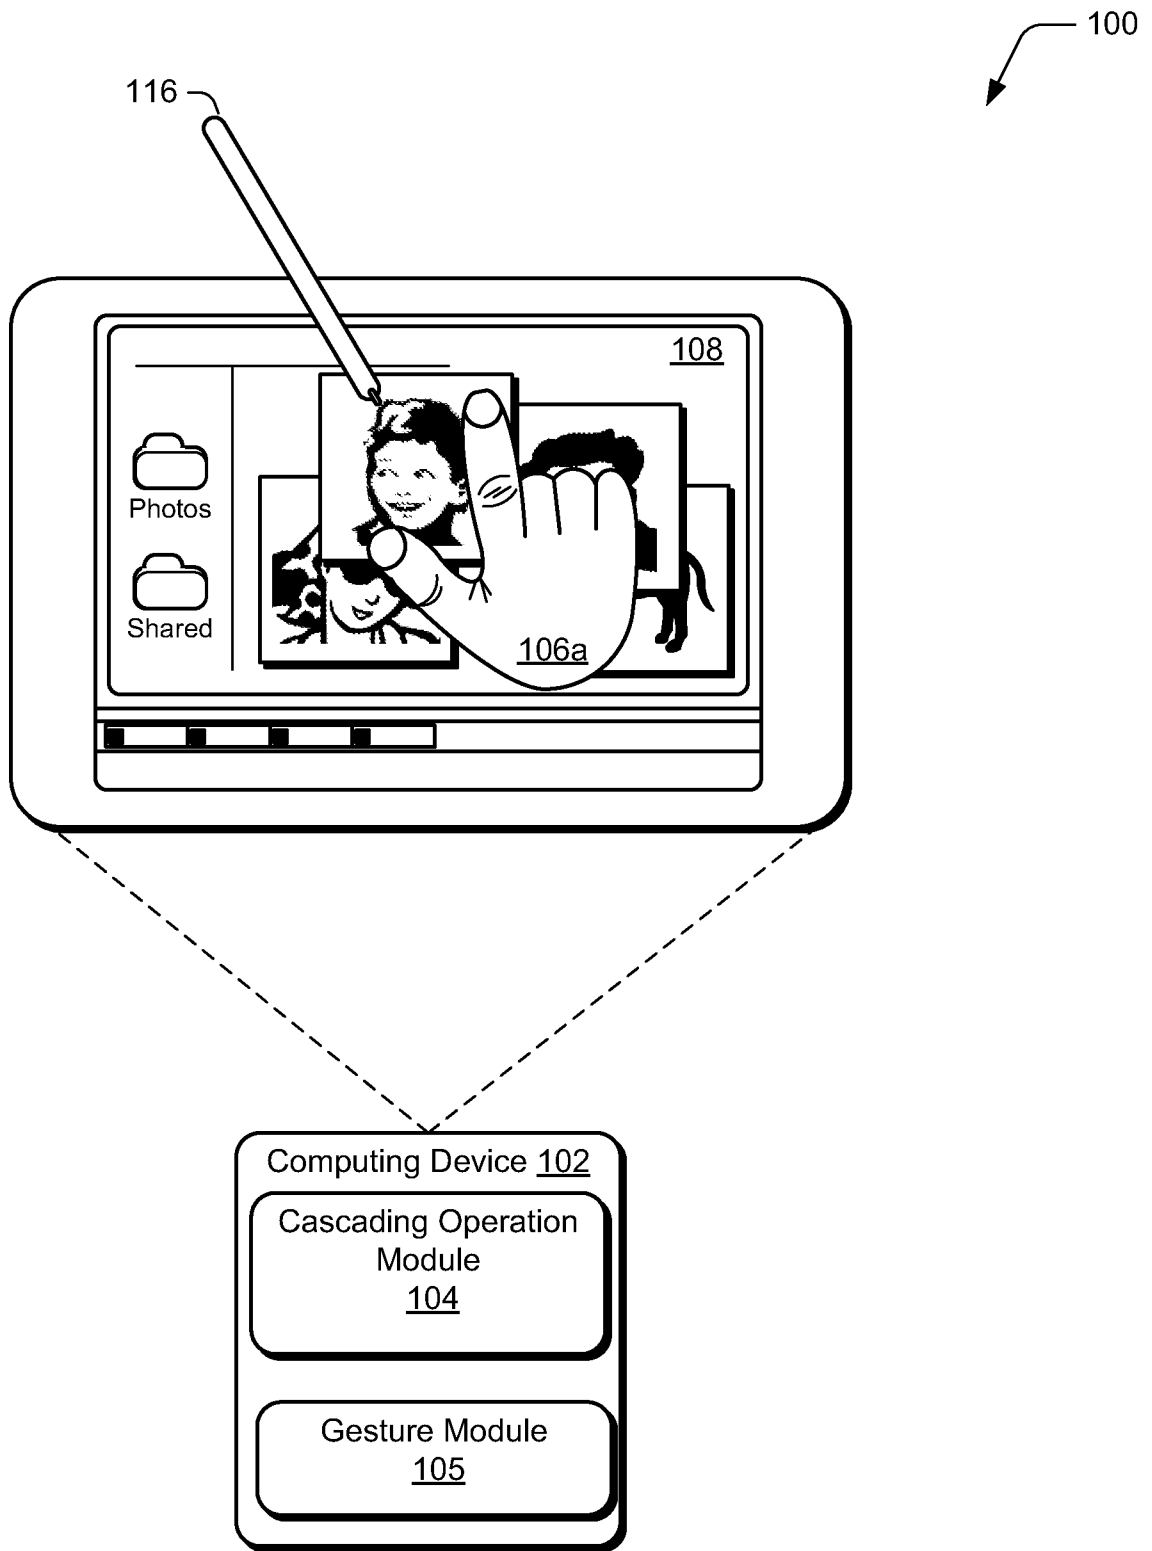 100
116
108
Photos
Shared
106a
Computing Device 102
Cascading Operation
Module
104
Gesture Module
105